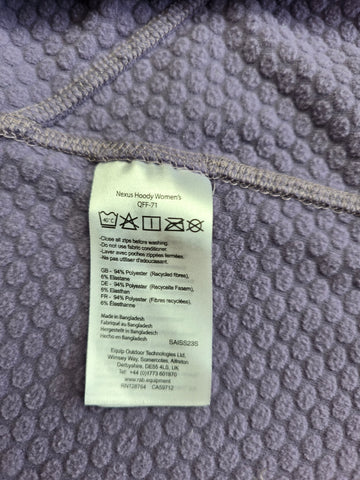 Nexus Hoody Women's
QFF-71
-Close all zips before washing.
-Do not use fabric conditioner.
-Laver avec poches zippées fermées.
-Ne pas utiliser d'adoucissant.
GB - 94% Polyester (Recycled fibres),
6% Elastane
DE - 94% Polyester (Recycelte Fasern),
6% Elasthan
FR - 94% Polyester (Fibres recyclées),
6% Élasthanne
Made in Bangladesh
Fabriqué au Bangladesh
Hergestellt in Bangladesh
Hecho en Bangladesh
SAISS23S
Equip Outdoor Technologies Ltd,
Wimsey Way, Somercotes, Alfreton
Derbyshire, DE55 4LS, UK
Tel: +44 (0)1773 601870
www.rab.equipment
RN128764 CA59712